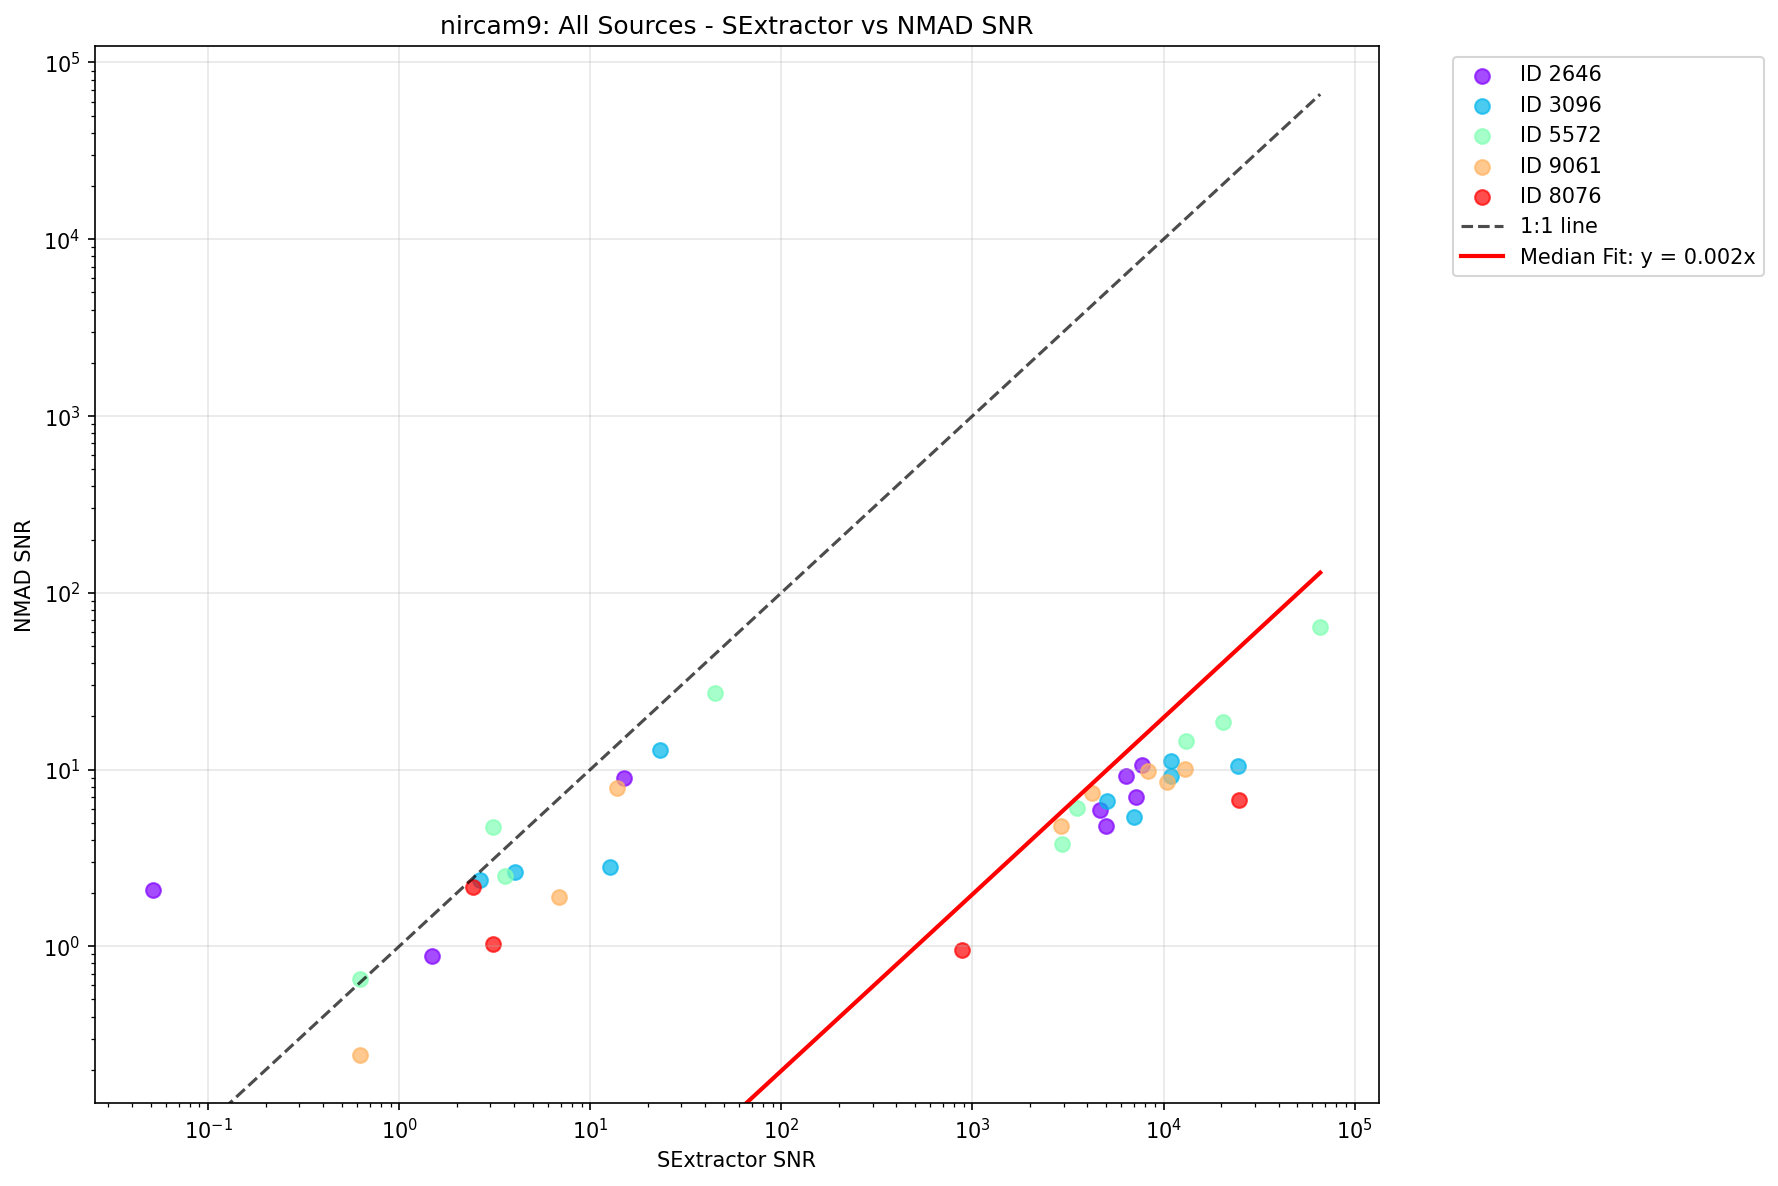 nircam9: All Sources - SExtractor vs NMAD SNR
10^5
10^4
10^3
10^2
10^1
10^0
NMAD SNR
10^-1
10^0
10^1
10^2
10^3
10^4
10^5
SExtractor SNR
ID 2646
ID 3096
ID 5572
ID 9061
ID 8076
1:1 line
Median Fit: y = 0.002x